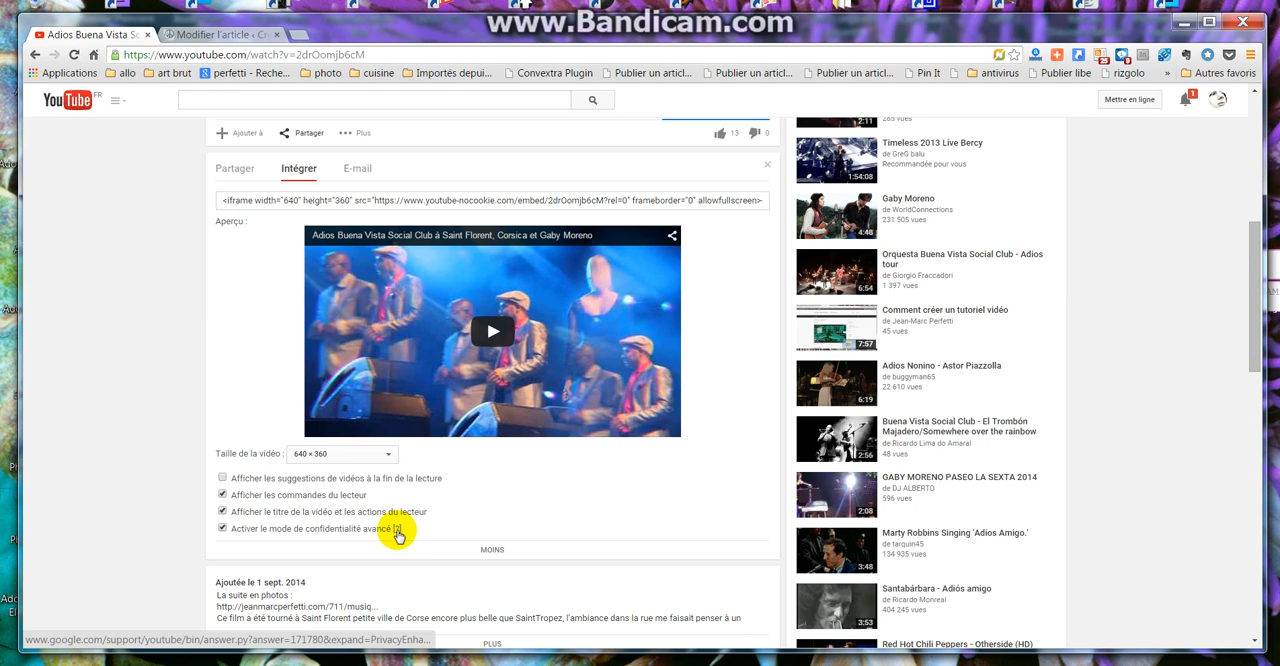 www.Bandicam.com
Adios Buena Vista Sc
Modifier l'article ‹ Cr
https://www.youtube.com/watch?v=2drOomjb6cM
Applications
allo
art brut
perfetti - Reche...
photo
cuisine
Importés depui...
Convextra Plugin
Publier un articl...
Publier un articl...
Publier un articl...
Pin It
antivirus
Publier libe
rizgolo
»
Autres favoris
YouTube FR
Mettre en ligne
1
Ajouter à
Partager
Plus
13
0
Partager
Intégrer
E-mail
<iframe width="640" height="360" src="https://www.youtube-nocookie.com/embed/2drOomjb6cM?rel=0" frameborder="0" allowfullscreen>
Aperçu :
Adios Buena Vista Social Club à Saint Florent, Corsica et Gaby Moreno
Taille de la vidéo :
640 × 360
Afficher les suggestions de vidéos à la fin de la lecture
Afficher les commandes du lecteur
Afficher le titre de la vidéo et les actions du lecteur
Activer le mode de confidentialité avancé [?]
MOINS
Ajoutée le 1 sept. 2014
La suite en photos :
http://jeanmarcperfetti.com/711/musiq...
Ce film a été tourné à Saint Florent petite ville de Corse encore plus belle que SaintTropez, l'ambiance dans la rue me faisait penser à un
PLUS
www.google.com/support/youtube/bin/answer.py?answer=171780&expand=PrivacyEnha...
2:11
285 vues
Timeless 2013 Live Bercy
de GreG balu
Recommandée pour vous
1:54:08
Gaby Moreno
de WorldConnections
231 505 vues
4:48
Orquesta Buena Vista Social Club - Adios
tour
de Giorgio Fraccadori
1 397 vues
6:54
Comment créer un tutoriel vidéo
de Jean-Marc Perfetti
45 vues
7:57
Adios Nonino - Astor Piazzolla
de buggyman65
22 610 vues
6:19
Buena Vista Social Club - El Trombón
Majadero/Somewhere over the rainbow
de Ricardo Lima do Amaral
48 vues
2:56
GABY MORENO PASEO LA SEXTA 2014
de DJ ALBERTO
596 vues
2:08
Marty Robbins Singing 'Adios Amigo.'
de tarquin45
134 935 vues
3:48
Santabárbara - Adiós amigo
de Ricardo Monreal
404 245 vues
3:53
Red Hot Chili Peppers - Otherside (HD)